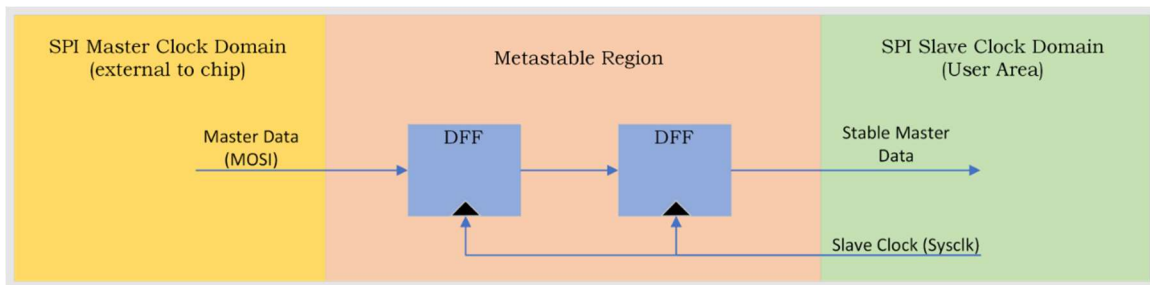 SPI Master Clock Domain
(external to chip)
Metastable Region
SPI Slave Clock Domain
(User Area)
Master Data
(MOSI)
DFF
DFF
Stable Master
Data
Slave Clock (Sysclk)